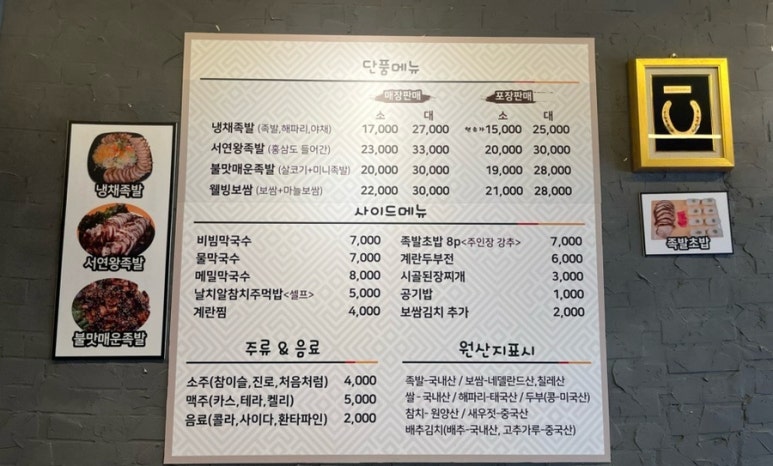 단풍메뉴
매장판매 포장판매
소 대 소 대
냉채족발 (족발,해파리,야채) 17,000 27,000 15,000 25,000
서연왕족발 (홍삼도 들어간) 23,000 33,000 20,000 30,000
불맛매운족발 (살코기+미니족발) 20,000 30,000 19,000 28,000
웰빙보쌈 (보쌈+마늘보쌈) 22,000 30,000 21,000 28,000
사이드메뉴
비빔막국수 7,000
물막국수 7,000
메밀막국수 8,000
날치알참치주먹밥<셀프> 5,000
계란찜 4,000
족발초밥 8p<주인장 강추> 7,000
계란두부전 6,000
시골된장찌개 3,000
공기밥 1,000
보쌈김치 추가 2,000
주류 & 음료
소주(참이슬,진로,처음처럼) 4,000
맥주(카스,테라,켈리) 5,000
음료(콜라,사이다,환타파인) 2,000
원산지표시
족발-국내산 / 보쌈-네델란드산,칠레산
쌀 - 국내산 / 해파리-태국산 / 두부(콩-미국산)
참치- 원양산 / 새우젓-중국산
배추김치(배추-국내산, 고추가루-중국산)
냉채족발
서연왕족발
불맛매운족발
족발초밥